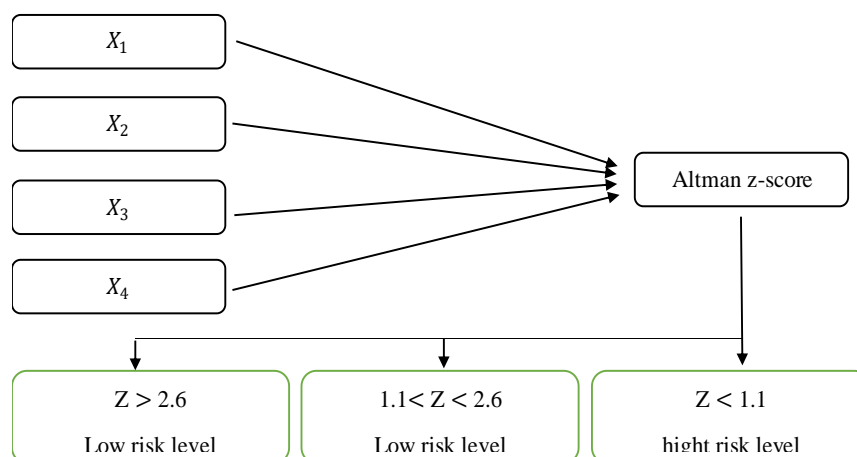 X₁
X₂
X₃
X₄
Altman z-score
Z > 2.6
Low risk level
1.1< Z < 2.6
Low risk level
Z < 1.1
hight risk level